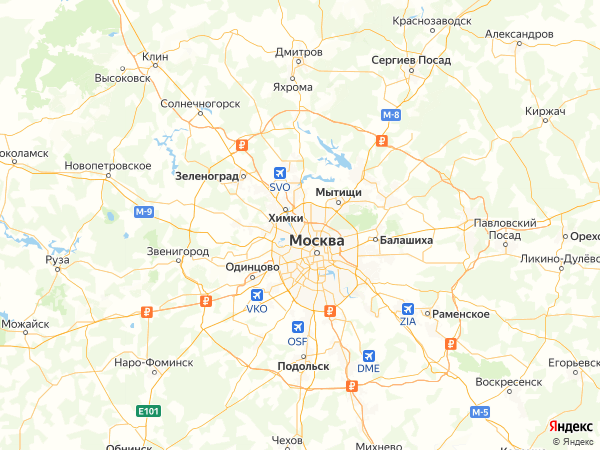 Краснозаводск
Александров
Дмитров
Клин
Сергиев Посад
Высоковск
Яхрома
Солнечногорск
М-8
Киржач
олоколамск
Новопетровское
Зеленоград
SVO
Мытищи
М-9
Химки
Павловский
Посад
Москва
Балашиха
Орехо
Звенигород
Руза
Одинцово
Ликино-Дулёво
VKO
ZIA
Раменское
Можайск
OSF
Наро-Фоминск
Подольск
DME
Егорьевск
Воскресенск
E101
М-5
Яндекс
Чехов
Михнево
Обнинск
© Яндекс